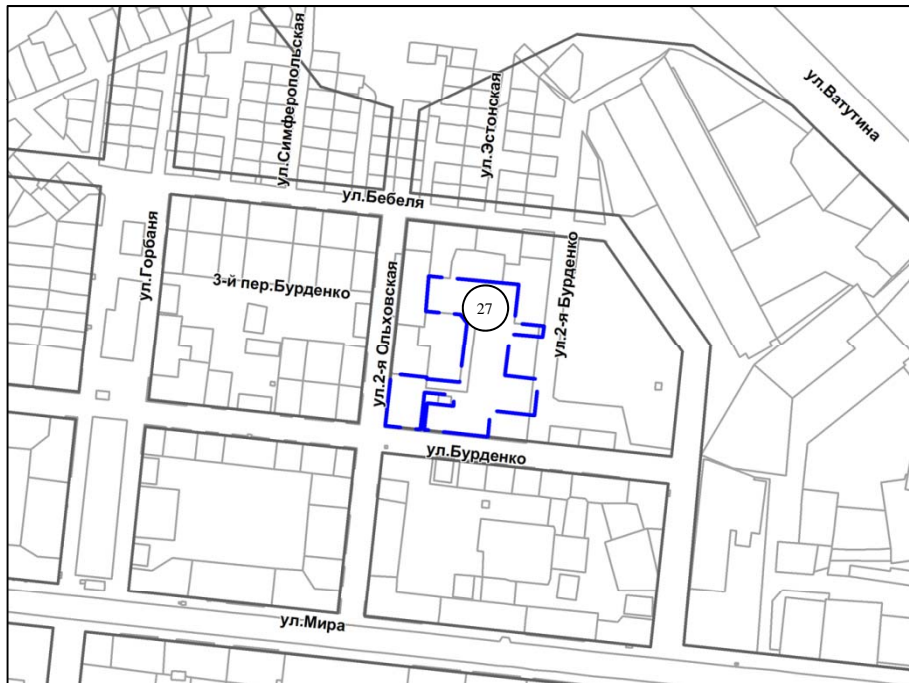 ул.Симферопольская
ул.Эстонская
ул.Ватутина
ул.Бебеля
ул.Горбаня
3-й пер.Бурденко
ул.2-я Ольховская
27
ул.2-я Бурденко
ул.Бурденко
ул.Мира